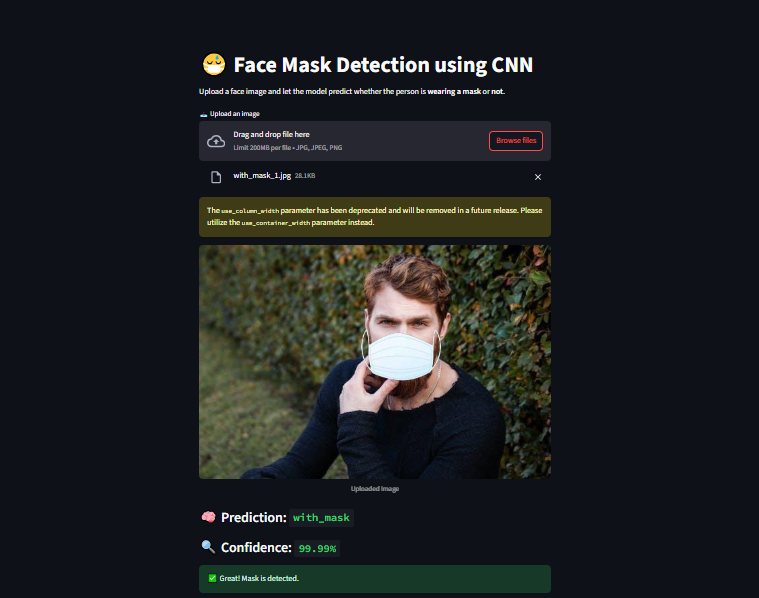 Face Mask Detection using CNN
Upload a face image and let the model predict whether the person is wearing a mask or not.
Upload an image
Drag and drop file here
Limit 200MB per file • JPG, JPEG, PNG
Browse files
with_mask_1.jpg 28.1KB
The use_column_width parameter has been deprecated and will be removed in a future release. Please
utilize the use_container_width parameter instead.
Uploaded Image
Prediction: with_mask
Confidence: 99.99%
Great! Mask is detected.